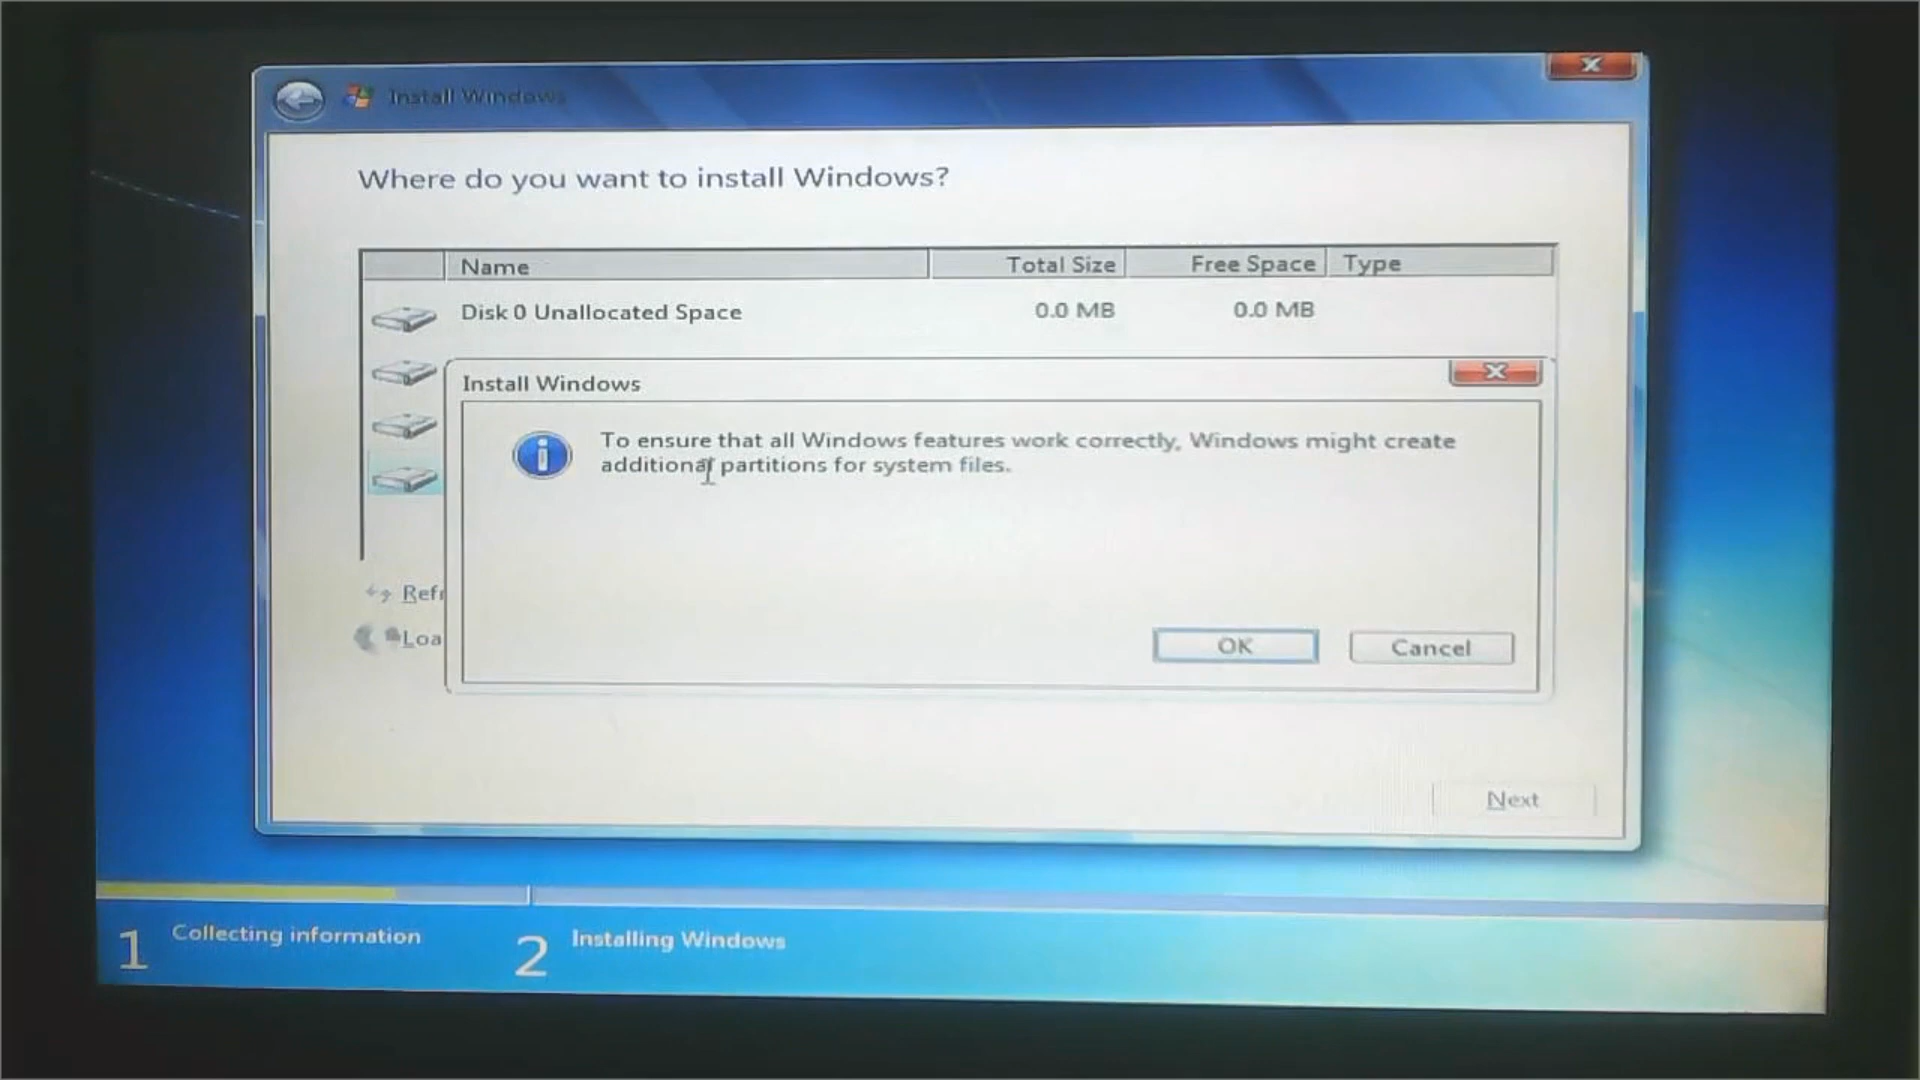 Install Windows
Where do you want to install Windows?
Name Total Size Free Space Type
Disk 0 Unallocated Space 0.0 MB 0.0 MB
Install Windows
To ensure that all Windows features work correctly, Windows might create
additional partitions for system files.
Refr
Loa
OK Cancel
Next
1 Collecting information 2 Installing Windows